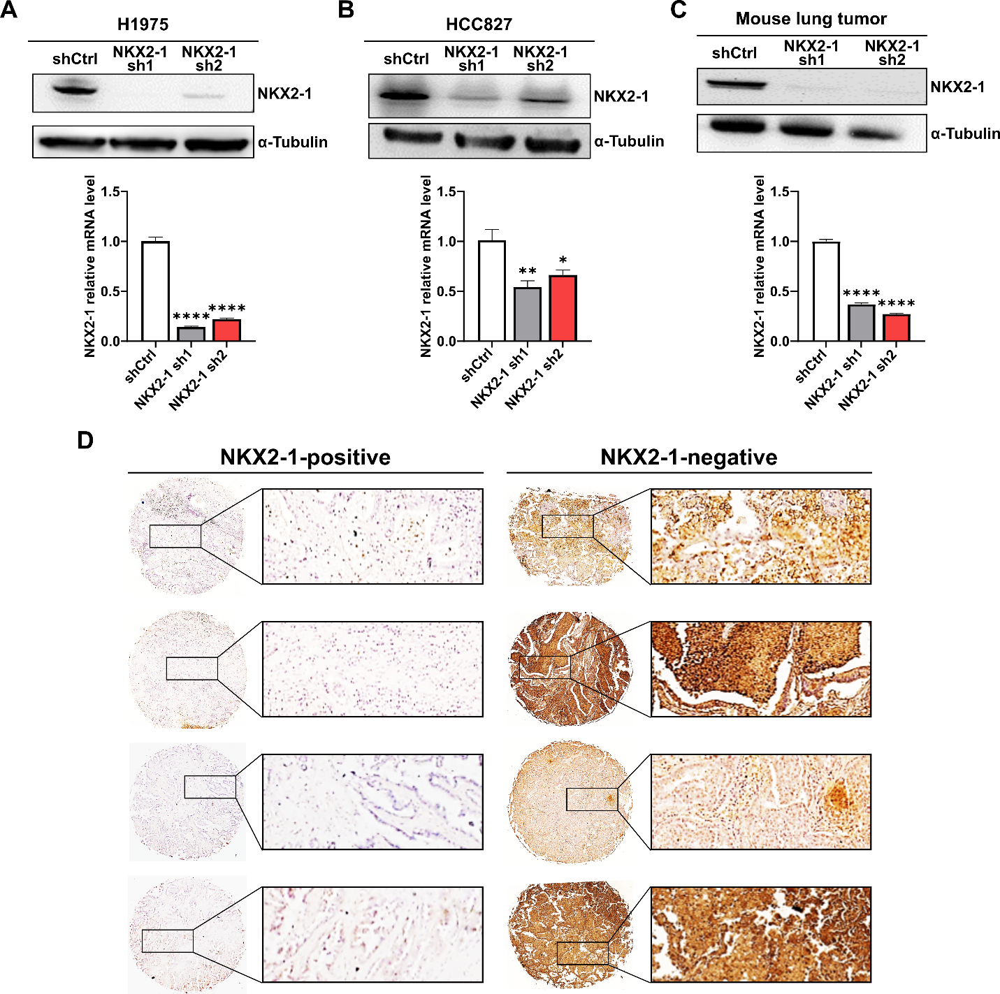 A
H1975
shCtrl
NKX2-1
sh1
NKX2-1
sh2
NKX2-1
α-Tubulin
NKX2-1 relative mRNA level
1.5
1.0
0.5
0.0
****
****
shCtrl
NKX2-1 sh1
NKX2-1 sh2
B
HCC827
shCtrl
NKX2-1
sh1
NKX2-1
sh2
NKX2-1
α-Tubulin
NKX2-1 relative mRNA level
1.5
1.0
0.5
0.0
**
*
shCtrl
NKX2-1 sh1
NKX2-1 sh2
C
Mouse lung tumor
shCtrl
NKX2-1
sh1
NKX2-1
sh2
NKX2-1
α-Tubulin
NKX2-1 relative mRNA level
1.5
1.0
0.5
0.0
****
****
shCtrl
NKX2-1 sh1
NKX2-1 sh2
D
NKX2-1-positive
NKX2-1-negative